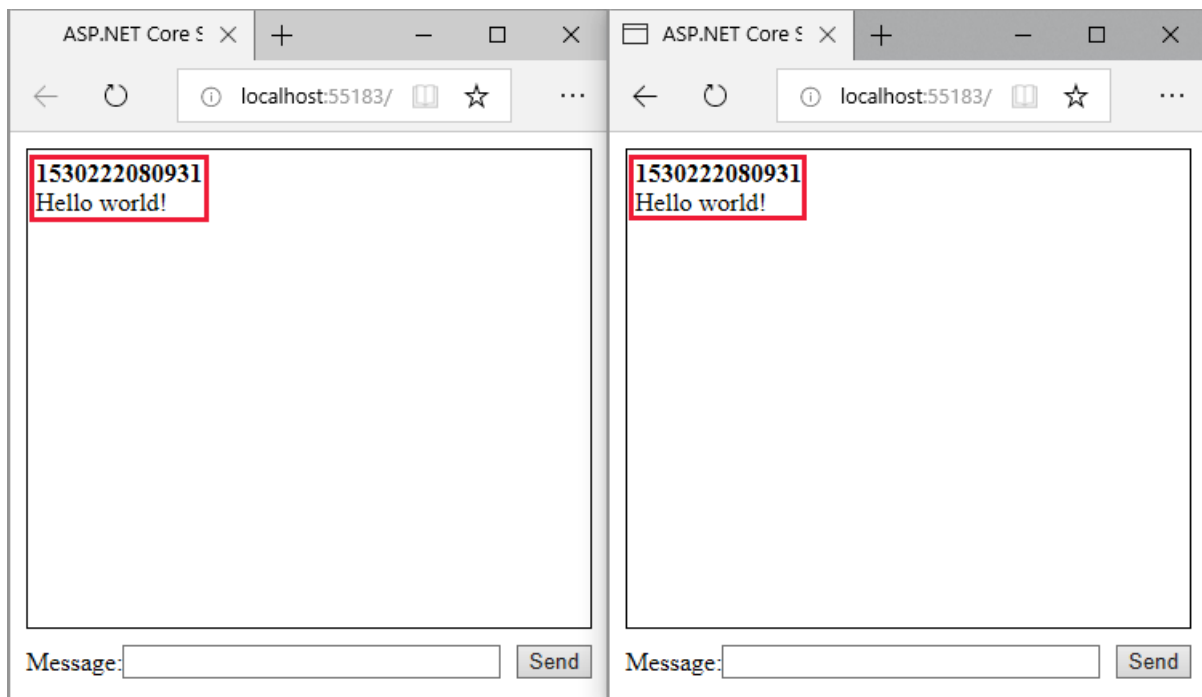 ASP.NET Core S
localhost:55183/
1530222080931
Hello world!
Message:
Send
ASP.NET Core S
localhost:55183/
1530222080931
Hello world!
Message:
Send